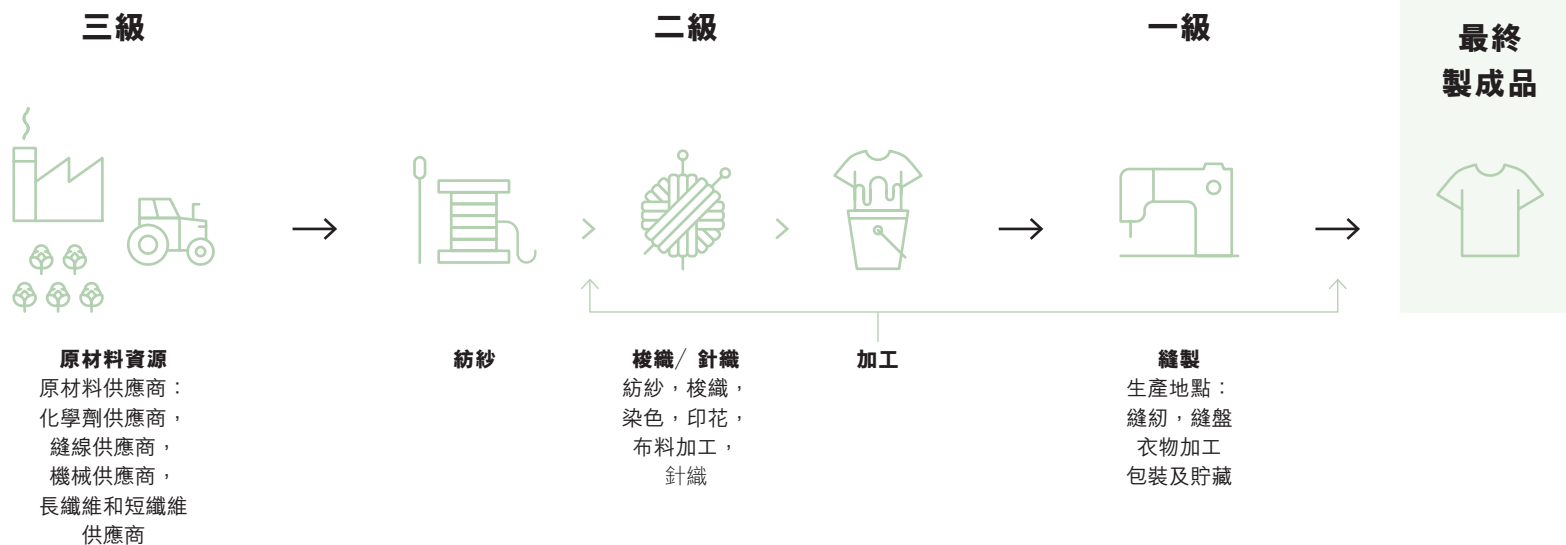 三級
二級
一級
最終
製成品
原材料資源
原材料供應商：
化學劑供應商，
縫線供應商，
機械供應商，
長纖維和短纖維
供應商
紡紗
梭織/ 針織
紡紗，梭織，
染色，印花，
布料加工，
針織
加工
縫製
生產地點：
縫紉，縫盤
衣物加工
包裝及貯藏